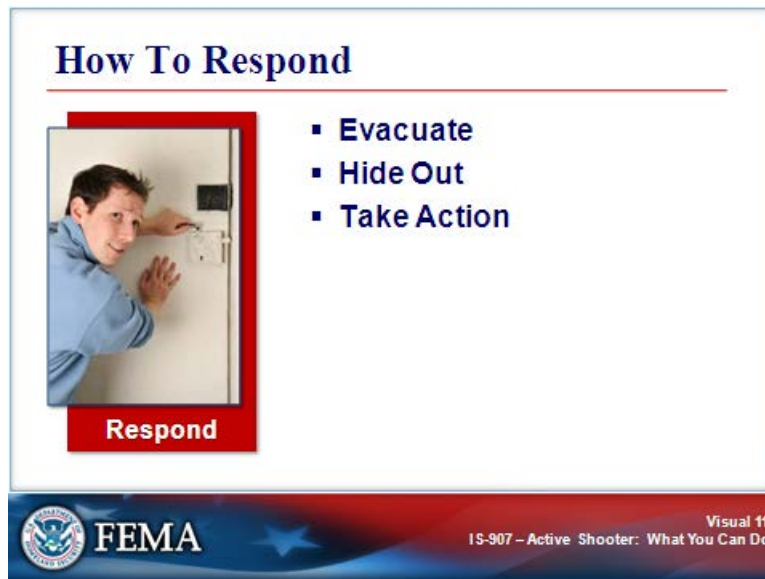 How To Respond
▪ Evacuate
▪ Hide Out
▪ Take Action
Respond
FEMA
Visual
IS-907 – Active Shooter: What You Can Do